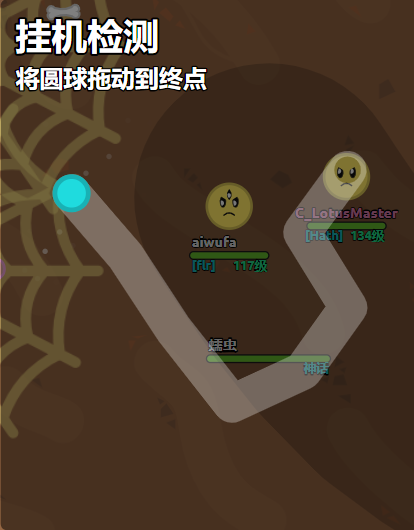 挂机检测
将圆球拖动到终点
C_LotusMaster
[Hath] 134级
aiwufa
[flr] 117级
蠕虫
神话